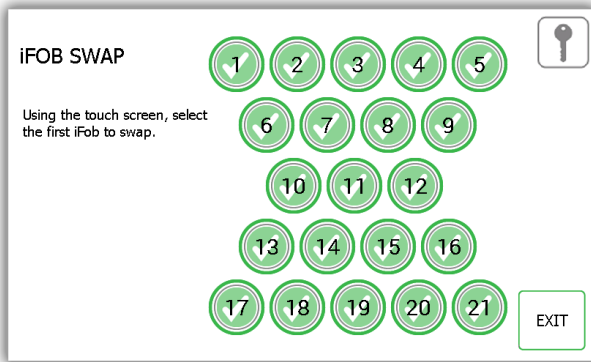 iFOB SWAP
Using the touch screen, select
the first iFob to swap.
1 2 3 4 5
6 7 8 9
10 11 12
13 14 15 16
17 18 19 20 21
EXIT